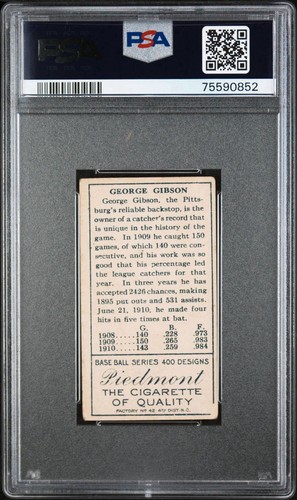 PSA
75590852
GEORGE GIBSON
George Gibson, the Pitts-
burg's reliable backstop, is the
owner of a catcher's record that
is unique in the history of the
game. In 1909 he caught 150
games, of which 140 were con-
secutive, and his work was so
good that his percentage led
the league catchers for that
year. In three years he has
accepted 2426 chances, making
1895 put outs and 531 assists.
June 21, 1910, he made four
hits in five times at bat.
G. B. F.
1908.....140 .228 .973
1909.....150 .265 .983
1910.....143 .259 .984
BASE BALL SERIES 400 DESIGNS
Piedmont
THE CIGARETTE
OF QUALITY
FACTORY No 42 4TH DIST N.C.